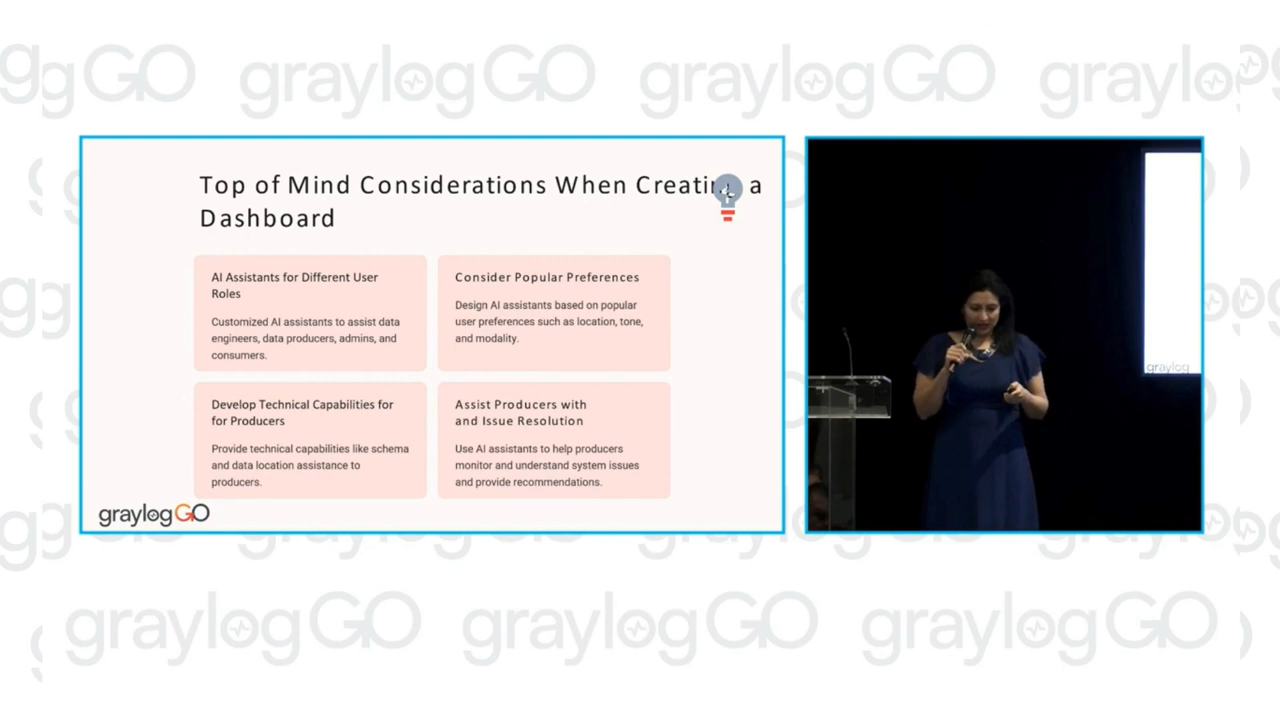 graylogGO graylogGO graylo
Top of Mind Considerations When Creating a
Dashboard
AI Assistants for Different User
Roles
Customized AI assistants to assist data
engineers, data producers, admins, and
consumers.
Consider Popular Preferences
Design AI assistants based on popular
user preferences such as location, tone,
and modality.
Develop Technical Capabilities for
for Producers
Provide technical capabilities like schema
and data location assistance to
producers.
Assist Producers with
and Issue Resolution
Use AI assistants to help producers
monitor and understand system issues
and provide recommendations.
graylogGO
graylog
graylogGO graylogGO graylogGO